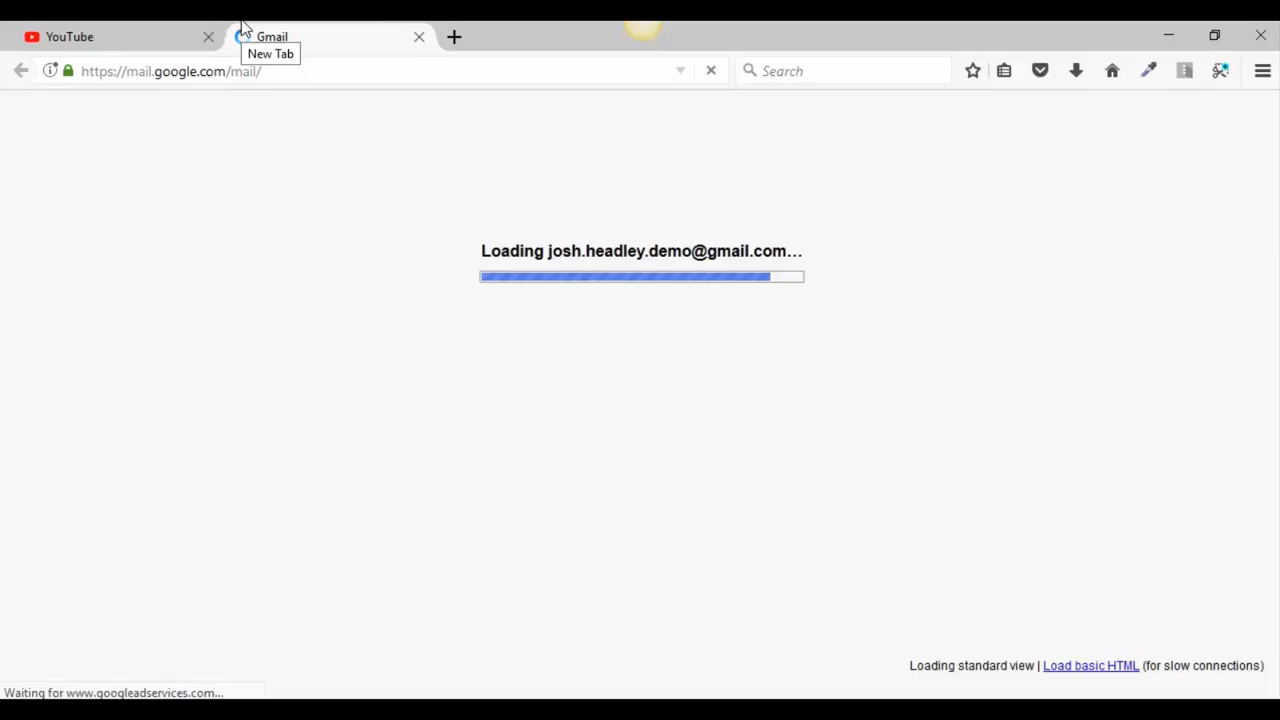 YouTube
Gmail
New Tab
https://mail.google.com/mail/
Search
Loading josh.headley.demo@gmail.com...
Loading standard view | Load basic HTML (for slow connections)
Waiting for www.googleadservices.com...